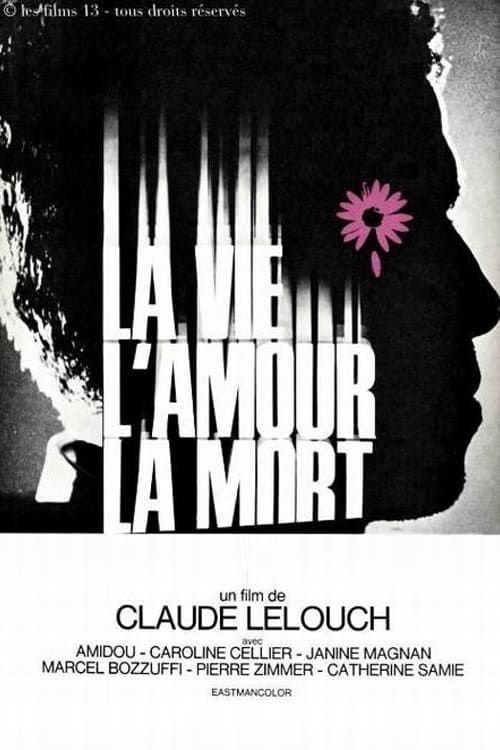 © les films 13 - tous droits réservés
LA VIE
L'AMOUR
LA MORT
un film de
CLAUDE LELOUCH
avec
AMIDOU - CAROLINE CELLIER - JANINE MAGNAN
MARCEL BOZZUFFI - PIERRE ZIMMER - CATHERINE SAMIE
EASTMANCOLOR